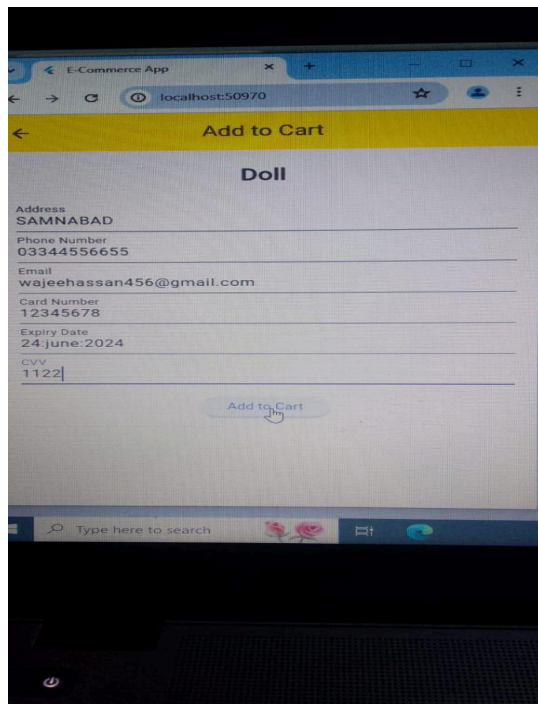 E-Commerce App
localhost:50970
Add to Cart
Doll
Address
SAMNABAD
Phone Number
03344556655
Email
wajeehassan456@gmail.com
Card Number
12345678
Expiry Date
24:june:2024
CVV
1122
Add to Cart
Type here to search